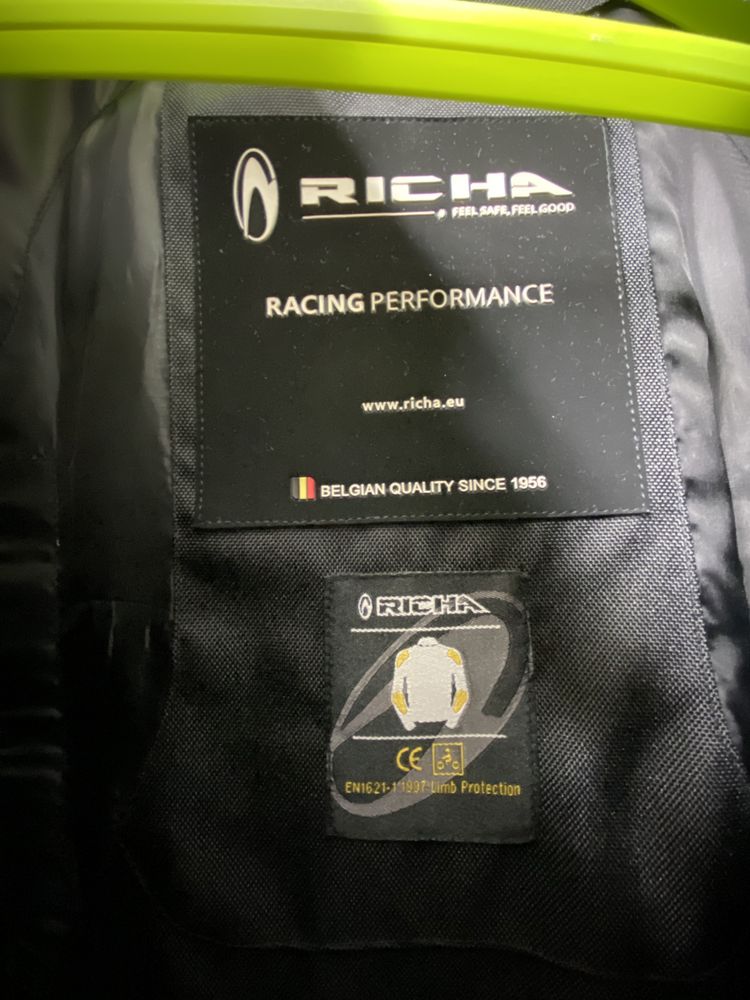 RICHA
FEEL SAFE, FEEL GOOD
RACING PERFORMANCE
www.richa.eu
BELGIAN QUALITY SINCE 1956
RICHA
CE
EN1621-1 1997 Limb Protection